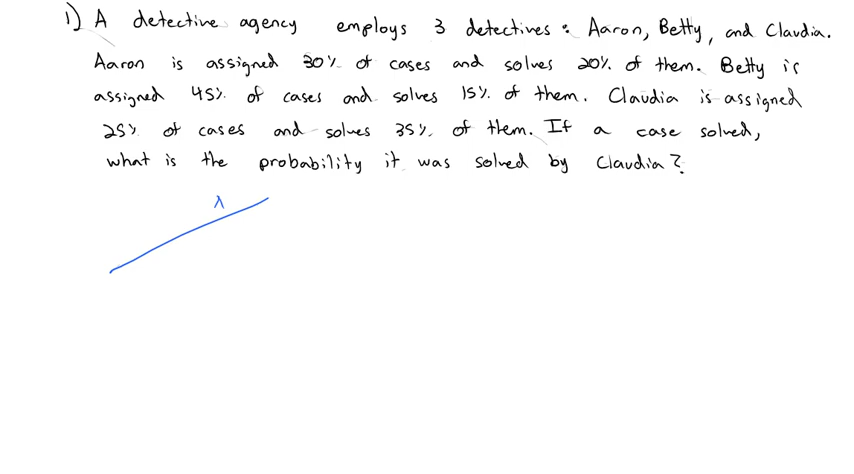 1) A detective agency employs 3 detectives: Aaron, Betty, and Claudia.
Aaron is assigned 30% of cases and solves 20% of them. Betty is
assigned 45% of cases and solves 15% of them. Claudia is assigned
25% of cases and solves 35% of them. If a case solved,
what is the probability it was solved by Claudia?